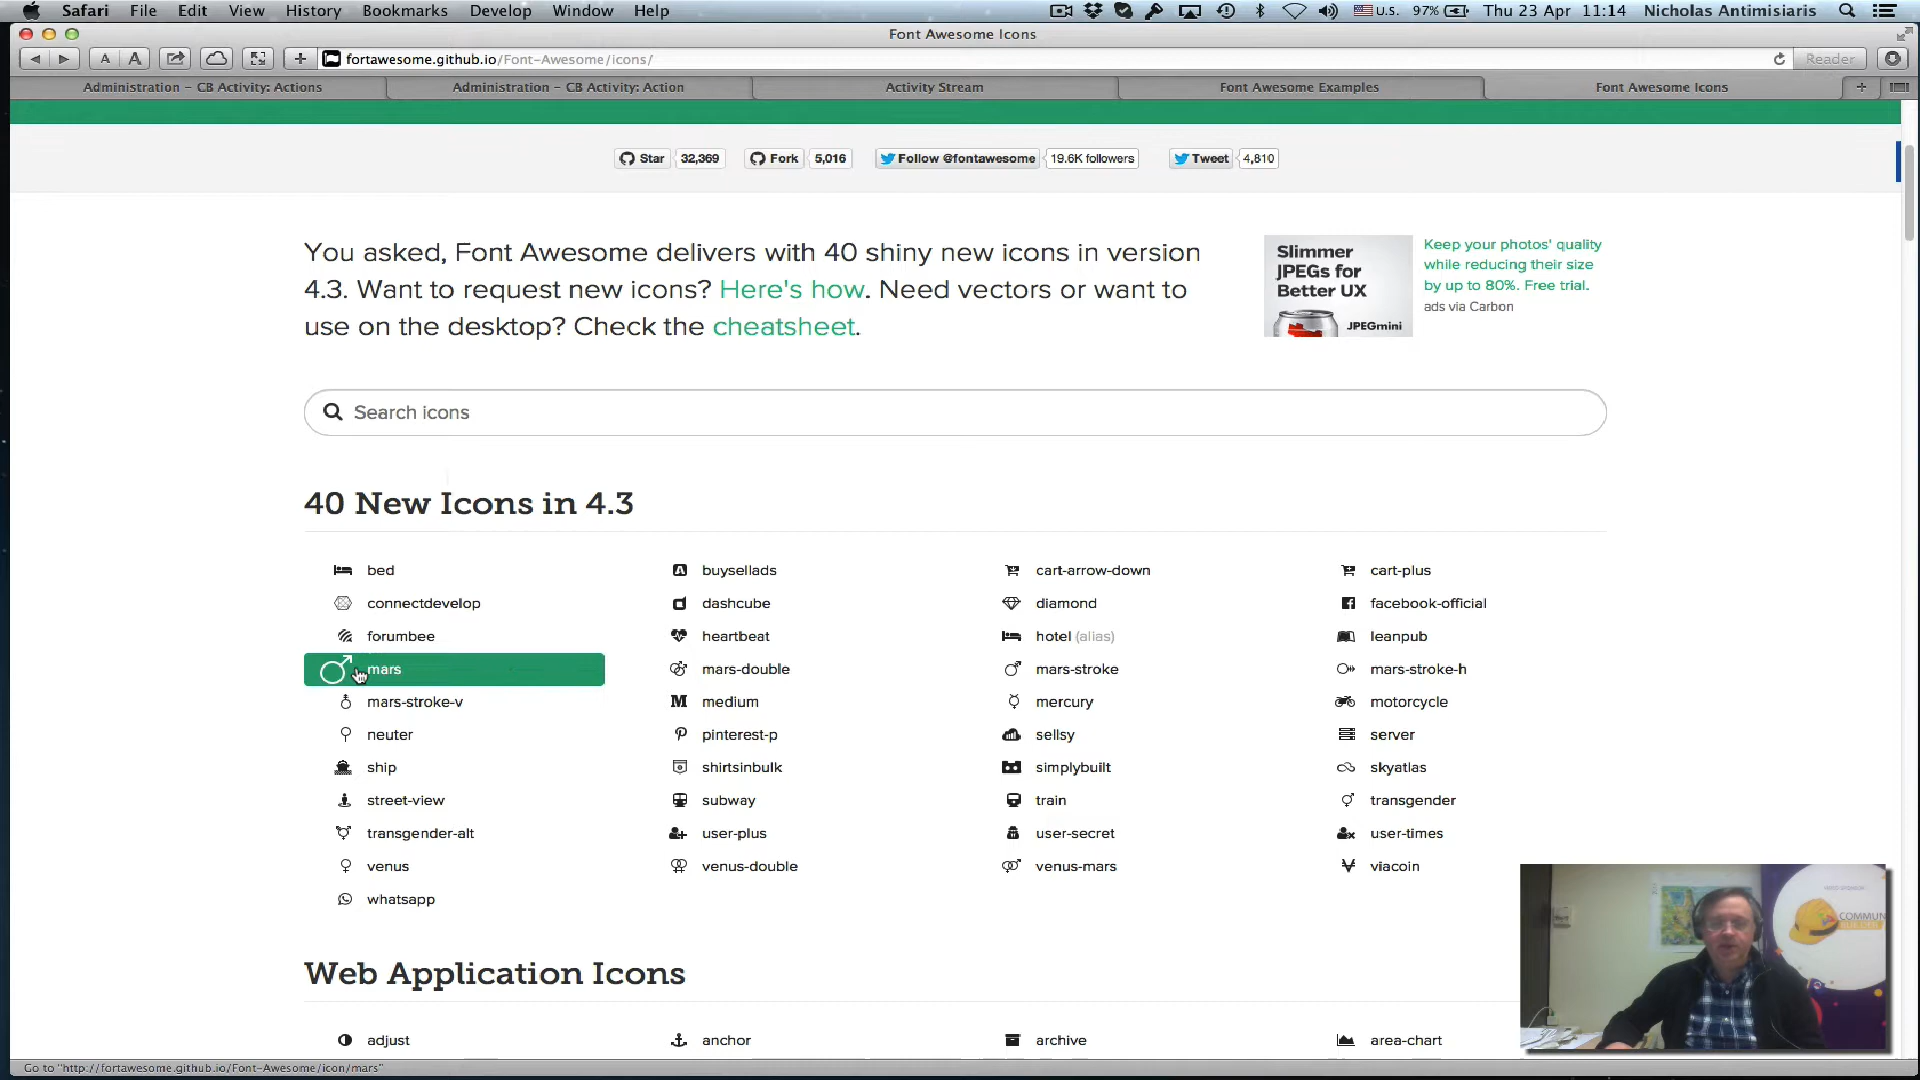 Safari File Edit View History Bookmarks Develop Window Help U.S. 97% Thu 23 Apr 11:14 Nicholas Antimisiaris
Font Awesome Icons
A A + fortawesome.github.io/Font-Awesome/icons/ Reader
Administration – CB Activity: Actions Administration – CB Activity: Action Activity Stream Font Awesome Examples Font Awesome Icons +
Star 32,369 Fork 5,016 Follow @fontawesome 19.6K followers Tweet 4,810
You asked, Font Awesome delivers with 40 shiny new icons in version
4.3. Want to request new icons? Here's how. Need vectors or want to
use on the desktop? Check the cheatsheet.
Slimmer
JPEGs for
Better UX
JPEGmini
Keep your photos' quality
while reducing their size
by up to 80%. Free trial.
ads via Carbon
Search icons
40 New Icons in 4.3
bed buysellads cart-arrow-down cart-plus
connectdevelop dashcube diamond facebook-official
forumbee heartbeat hotel (alias) leanpub
mars mars-double mars-stroke mars-stroke-h
mars-stroke-v medium mercury motorcycle
neuter pinterest-p sellsy server
ship shirtsinbulk simplybuilt skyatlas
street-view subway train transgender
transgender-alt user-plus user-secret user-times
venus venus-double venus-mars viacoin
whatsapp
COMMUN
Web Application Icons
adjust anchor archive area-chart
Go to "http://fortawesome.github.io/Font-Awesome/icon/mars"